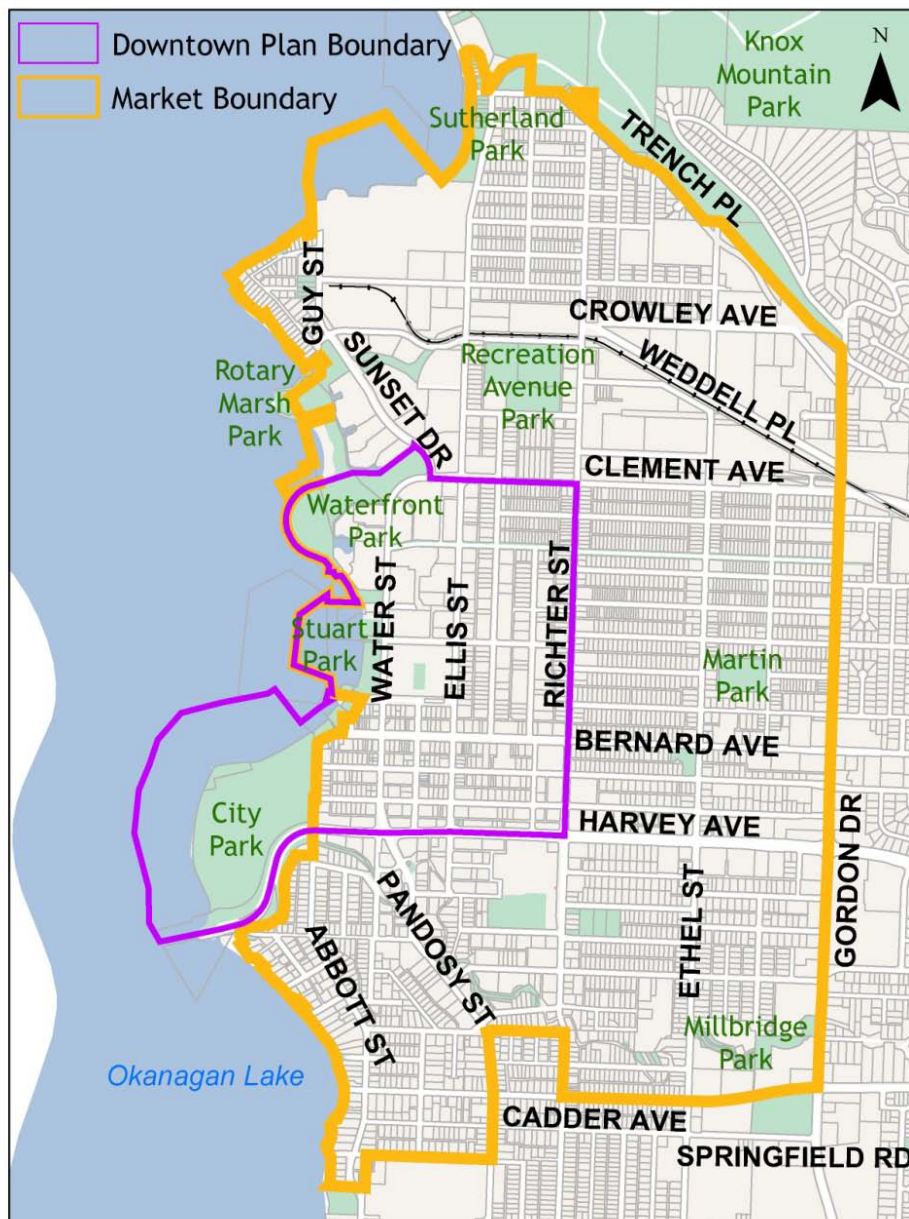 Downtown Plan Boundary
Market Boundary
Knox
Mountain
Park
N
Sutherland
Park
TRENCH PL
GUY ST
CROWLEY AVE
SUNSET DR
Recreation
Avenue
Park
WEDDELL PL
Rotary
Marsh
Park
CLEMENT AVE
Waterfront
Park
WATER ST
ELLIS ST
RICHTER ST
Stuart
Park
Martin
Park
BERNARD AVE
City
Park
HARVEY AVE
GORDON DR
PANDOSY ST
ETHEL ST
ABBOTT ST
Millbridge
Park
Okanagan Lake
CADDER AVE
SPRINGFIELD RD